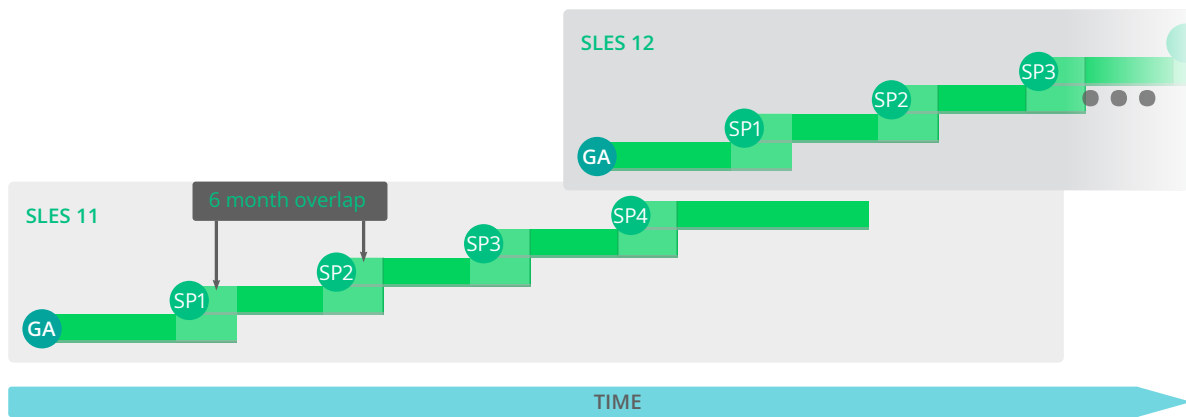 SLES 12
SP3
SP2
SP1
GA
6 month overlap
SLES 11
SP4
SP3
SP2
SP1
GA
TIME